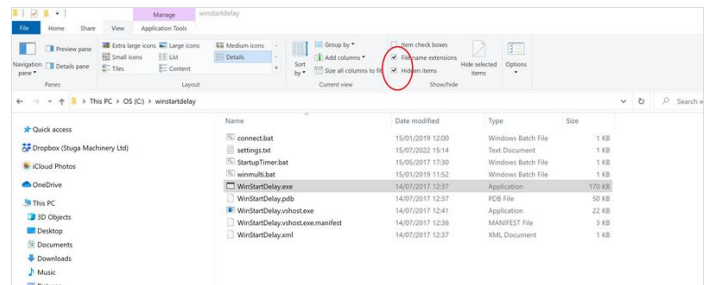 Manage winstartdelay
File Home Share View Application Tools
Navigation pane
Preview pane
Details pane
Panes
Extra large icons Large icons Medium icons
Small icons List Details
Tiles Content
Layout
Sort by
Group by
Add columns
Size all columns to fit
Current view
Item check boxes
File name extensions
Hidden items
Hide selected items
Show/hide
Options
This PC > OS (C:) > winstartdelay
Search w
Name Date modified Type Size
connect.bat 15/01/2019 12:00 Windows Batch File 1 KB
settings.txt 15/07/2022 15:14 Text Document 1 KB
StartupTimer.bat 15/05/2017 17:30 Windows Batch File 1 KB
winmulti.bat 15/01/2019 11:52 Windows Batch File 1 KB
WinStartDelay.exe 14/07/2017 12:37 Application 170 KB
WinStartDelay.pdb 14/07/2017 12:37 PDB File 50 KB
WinStartDelay.vshost.exe 14/07/2017 12:41 Application 22 KB
WinStartDelay.vshost.exe.manifest 14/07/2017 12:36 MANIFEST File 3 KB
WinStartDelay.xml 14/07/2017 12:37 XML Document 1 KB
Quick access
Dropbox (Stuga Machinery Ltd)
iCloud Photos
OneDrive
This PC
3D Objects
Desktop
Documents
Downloads
Music